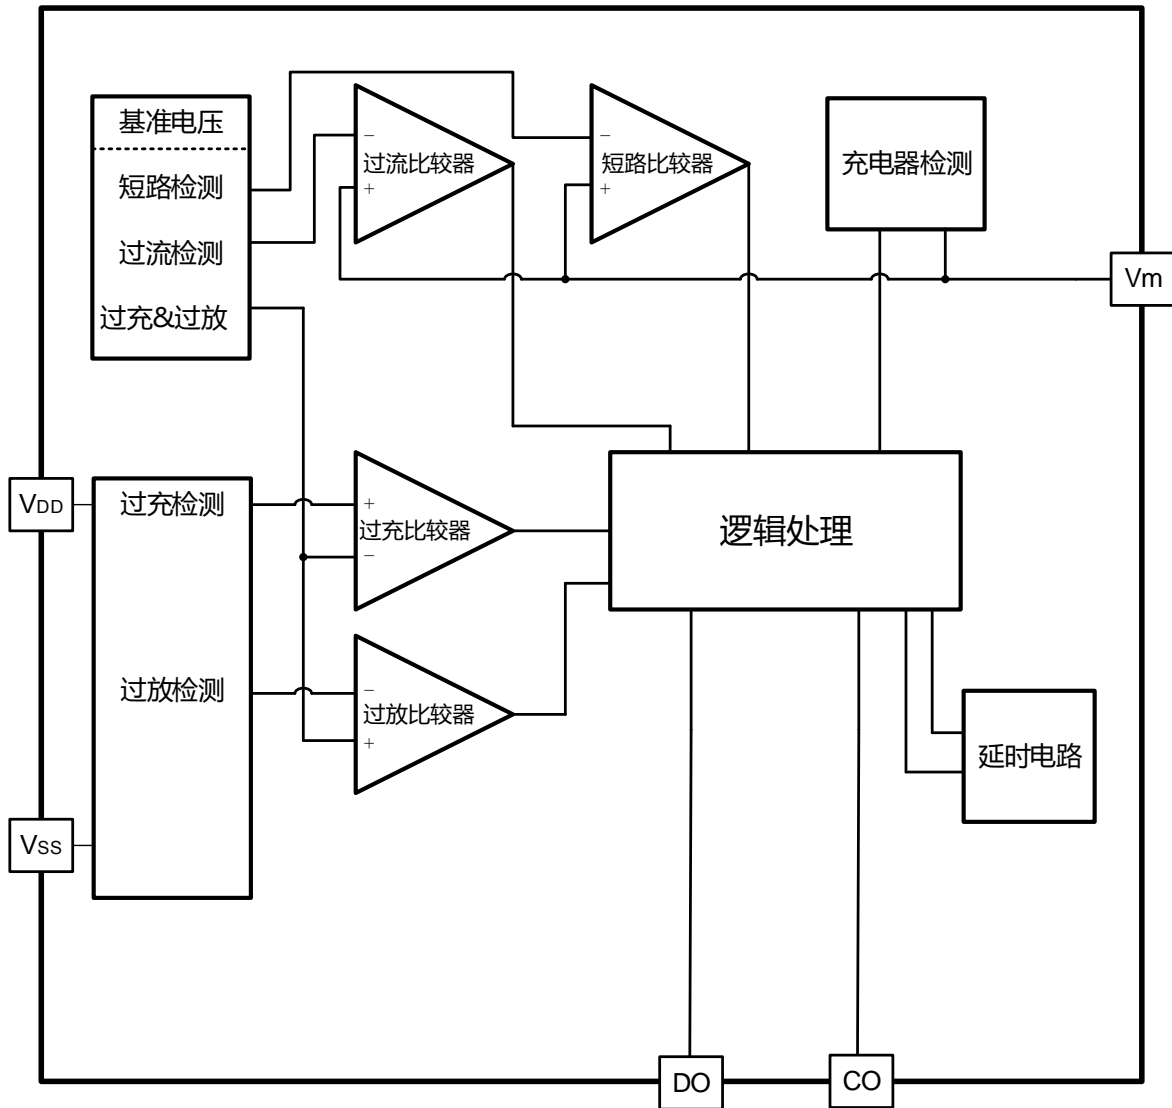 基准电压
短路检测
过流检测
过充&过放
−
过流比较器
+
−
短路比较器
+
充电器检测
Vm
VDD
过充检测
+
过充比较器
−
逻辑处理
过放检测
−
过放比较器
+
延时电路
VSS
DO
CO